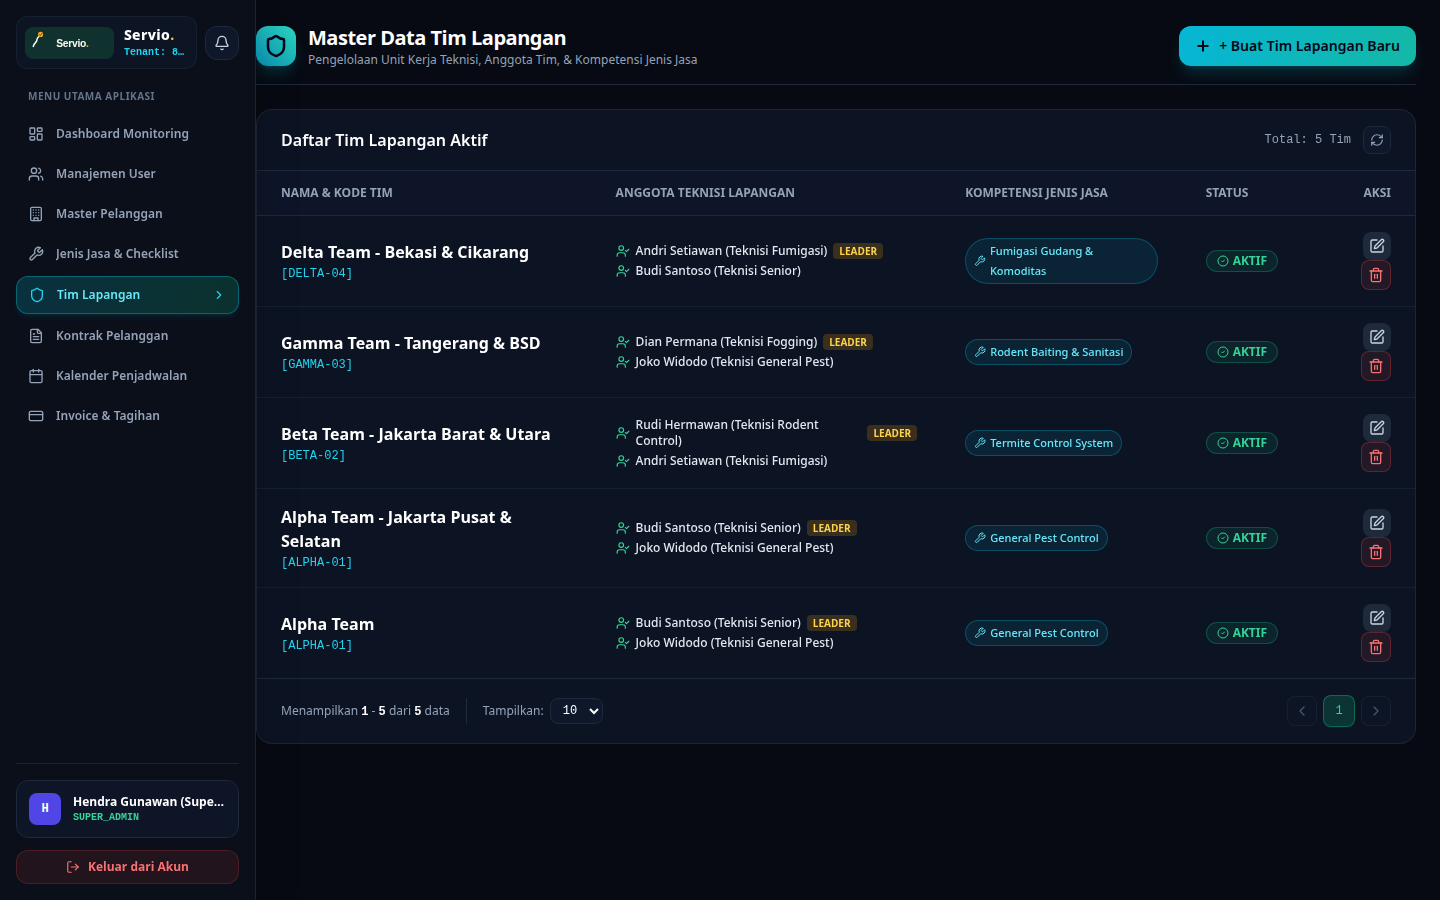 Servio.
Servio.
Tenant: 8…
MENU UTAMA APLIKASI
Dashboard Monitoring
Manajemen User
Master Pelanggan
Jenis Jasa & Checklist
Tim Lapangan
Kontrak Pelanggan
Kalender Penjadwalan
Invoice & Tagihan
H
Hendra Gunawan (Supe…
SUPER_ADMIN
Keluar dari Akun
Master Data Tim Lapangan
Pengelolaan Unit Kerja Teknisi, Anggota Tim, & Kompetensi Jenis Jasa
+ Buat Tim Lapangan Baru
Daftar Tim Lapangan Aktif
Total: 5 Tim
NAMA & KODE TIM ANGGOTA TEKNISI LAPANGAN KOMPETENSI JENIS JASA STATUS AKSI
Delta Team - Bekasi & Cikarang
[DELTA-04]
Andri Setiawan (Teknisi Fumigasi) LEADER
Budi Santoso (Teknisi Senior)
Fumigasi Gudang &
Komoditas
AKTIF
Gamma Team - Tangerang & BSD
[GAMMA-03]
Dian Permana (Teknisi Fogging) LEADER
Joko Widodo (Teknisi General Pest)
Rodent Baiting & Sanitasi
AKTIF
Beta Team - Jakarta Barat & Utara
[BETA-02]
Rudi Hermawan (Teknisi Rodent
Control) LEADER
Andri Setiawan (Teknisi Fumigasi)
Termite Control System
AKTIF
Alpha Team - Jakarta Pusat &
Selatan
[ALPHA-01]
Budi Santoso (Teknisi Senior) LEADER
Joko Widodo (Teknisi General Pest)
General Pest Control
AKTIF
Alpha Team
[ALPHA-01]
Budi Santoso (Teknisi Senior) LEADER
Joko Widodo (Teknisi General Pest)
General Pest Control
AKTIF
Menampilkan 1 - 5 dari 5 data
Tampilkan: 10
1